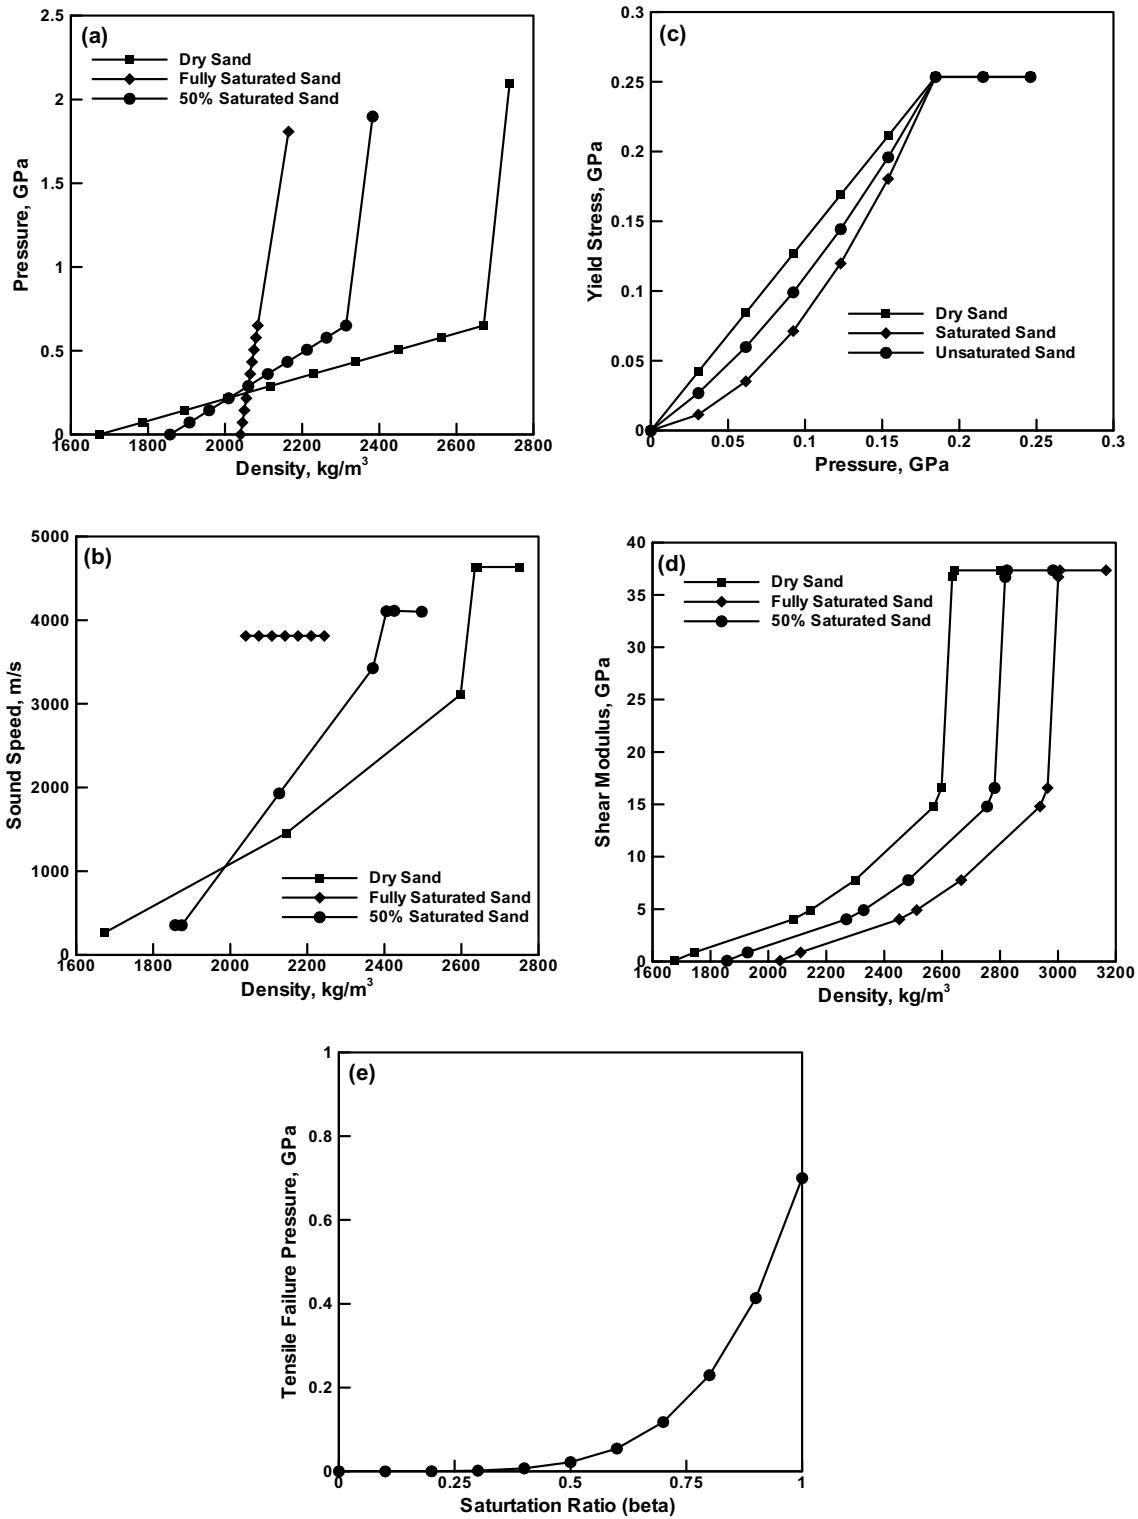 (a)
Dry Sand
Fully Saturated Sand
50% Saturated Sand
Pressure, GPa
2.5
2
1.5
1
0.5
0
1600 1800 2000 2200 2400 2600 2800
Density, kg/m³
(c)
Dry Sand
Saturated Sand
Unsaturated Sand
Yield Stress, GPa
0.3
0.25
0.2
0.15
0.1
0.05
0
0 0.05 0.1 0.15 0.2 0.25 0.3
Pressure, GPa
(b)
Dry Sand
Fully Saturated Sand
50% Saturated Sand
Sound Speed, m/s
5000
4000
3000
2000
1000
0
1600 1800 2000 2200 2400 2600 2800
Density, kg/m³
(d)
Dry Sand
Fully Saturated Sand
50% Saturated Sand
Shear Modulus, GPa
40
35
30
25
20
15
10
5
0
1600 1800 2000 2200 2400 2600 2800 3000 3200
Density, kg/m³
(e)
Tensile Failure Pressure, GPa
1
0.8
0.6
0.4
0.2
0
0 0.25 0.5 0.75 1
Saturtation Ratio (beta)